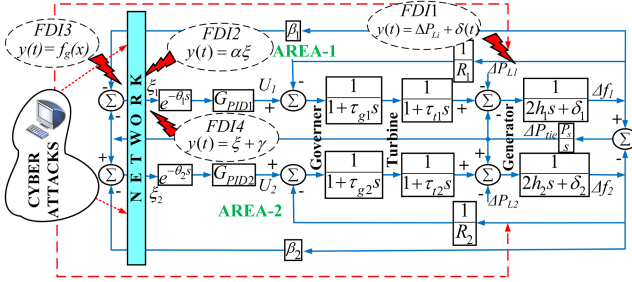 FDI3
y(t) = f_g(x)
FDI2
y(t) = αξ
β_1
AREA-1
FDI1
y(t) = ΔP_Li + δ(t)
1
R_1
ΔP_L1
Σ
ξ_1
e^{-θ_1 s}
G_PID1
U_1
Σ
Governer
1
1+τ_g1 s
Turbine
1
1+τ_t1 s
Σ
Generator
1
2h_1 s+δ_1
Δf_1
NETWORK
FDI4
y(t) = ξ + γ
ΔP_tie
P_s
s
Σ
CYBER
ATTACKS
Σ
ξ_2
e^{-θ_2 s}
G_PID2
U_2
Σ
1
1+τ_g2 s
1
1+τ_t2 s
Σ
1
2h_2 s+δ_2
Δf_2
ΔP_L2
AREA-2
1
R_2
β_2